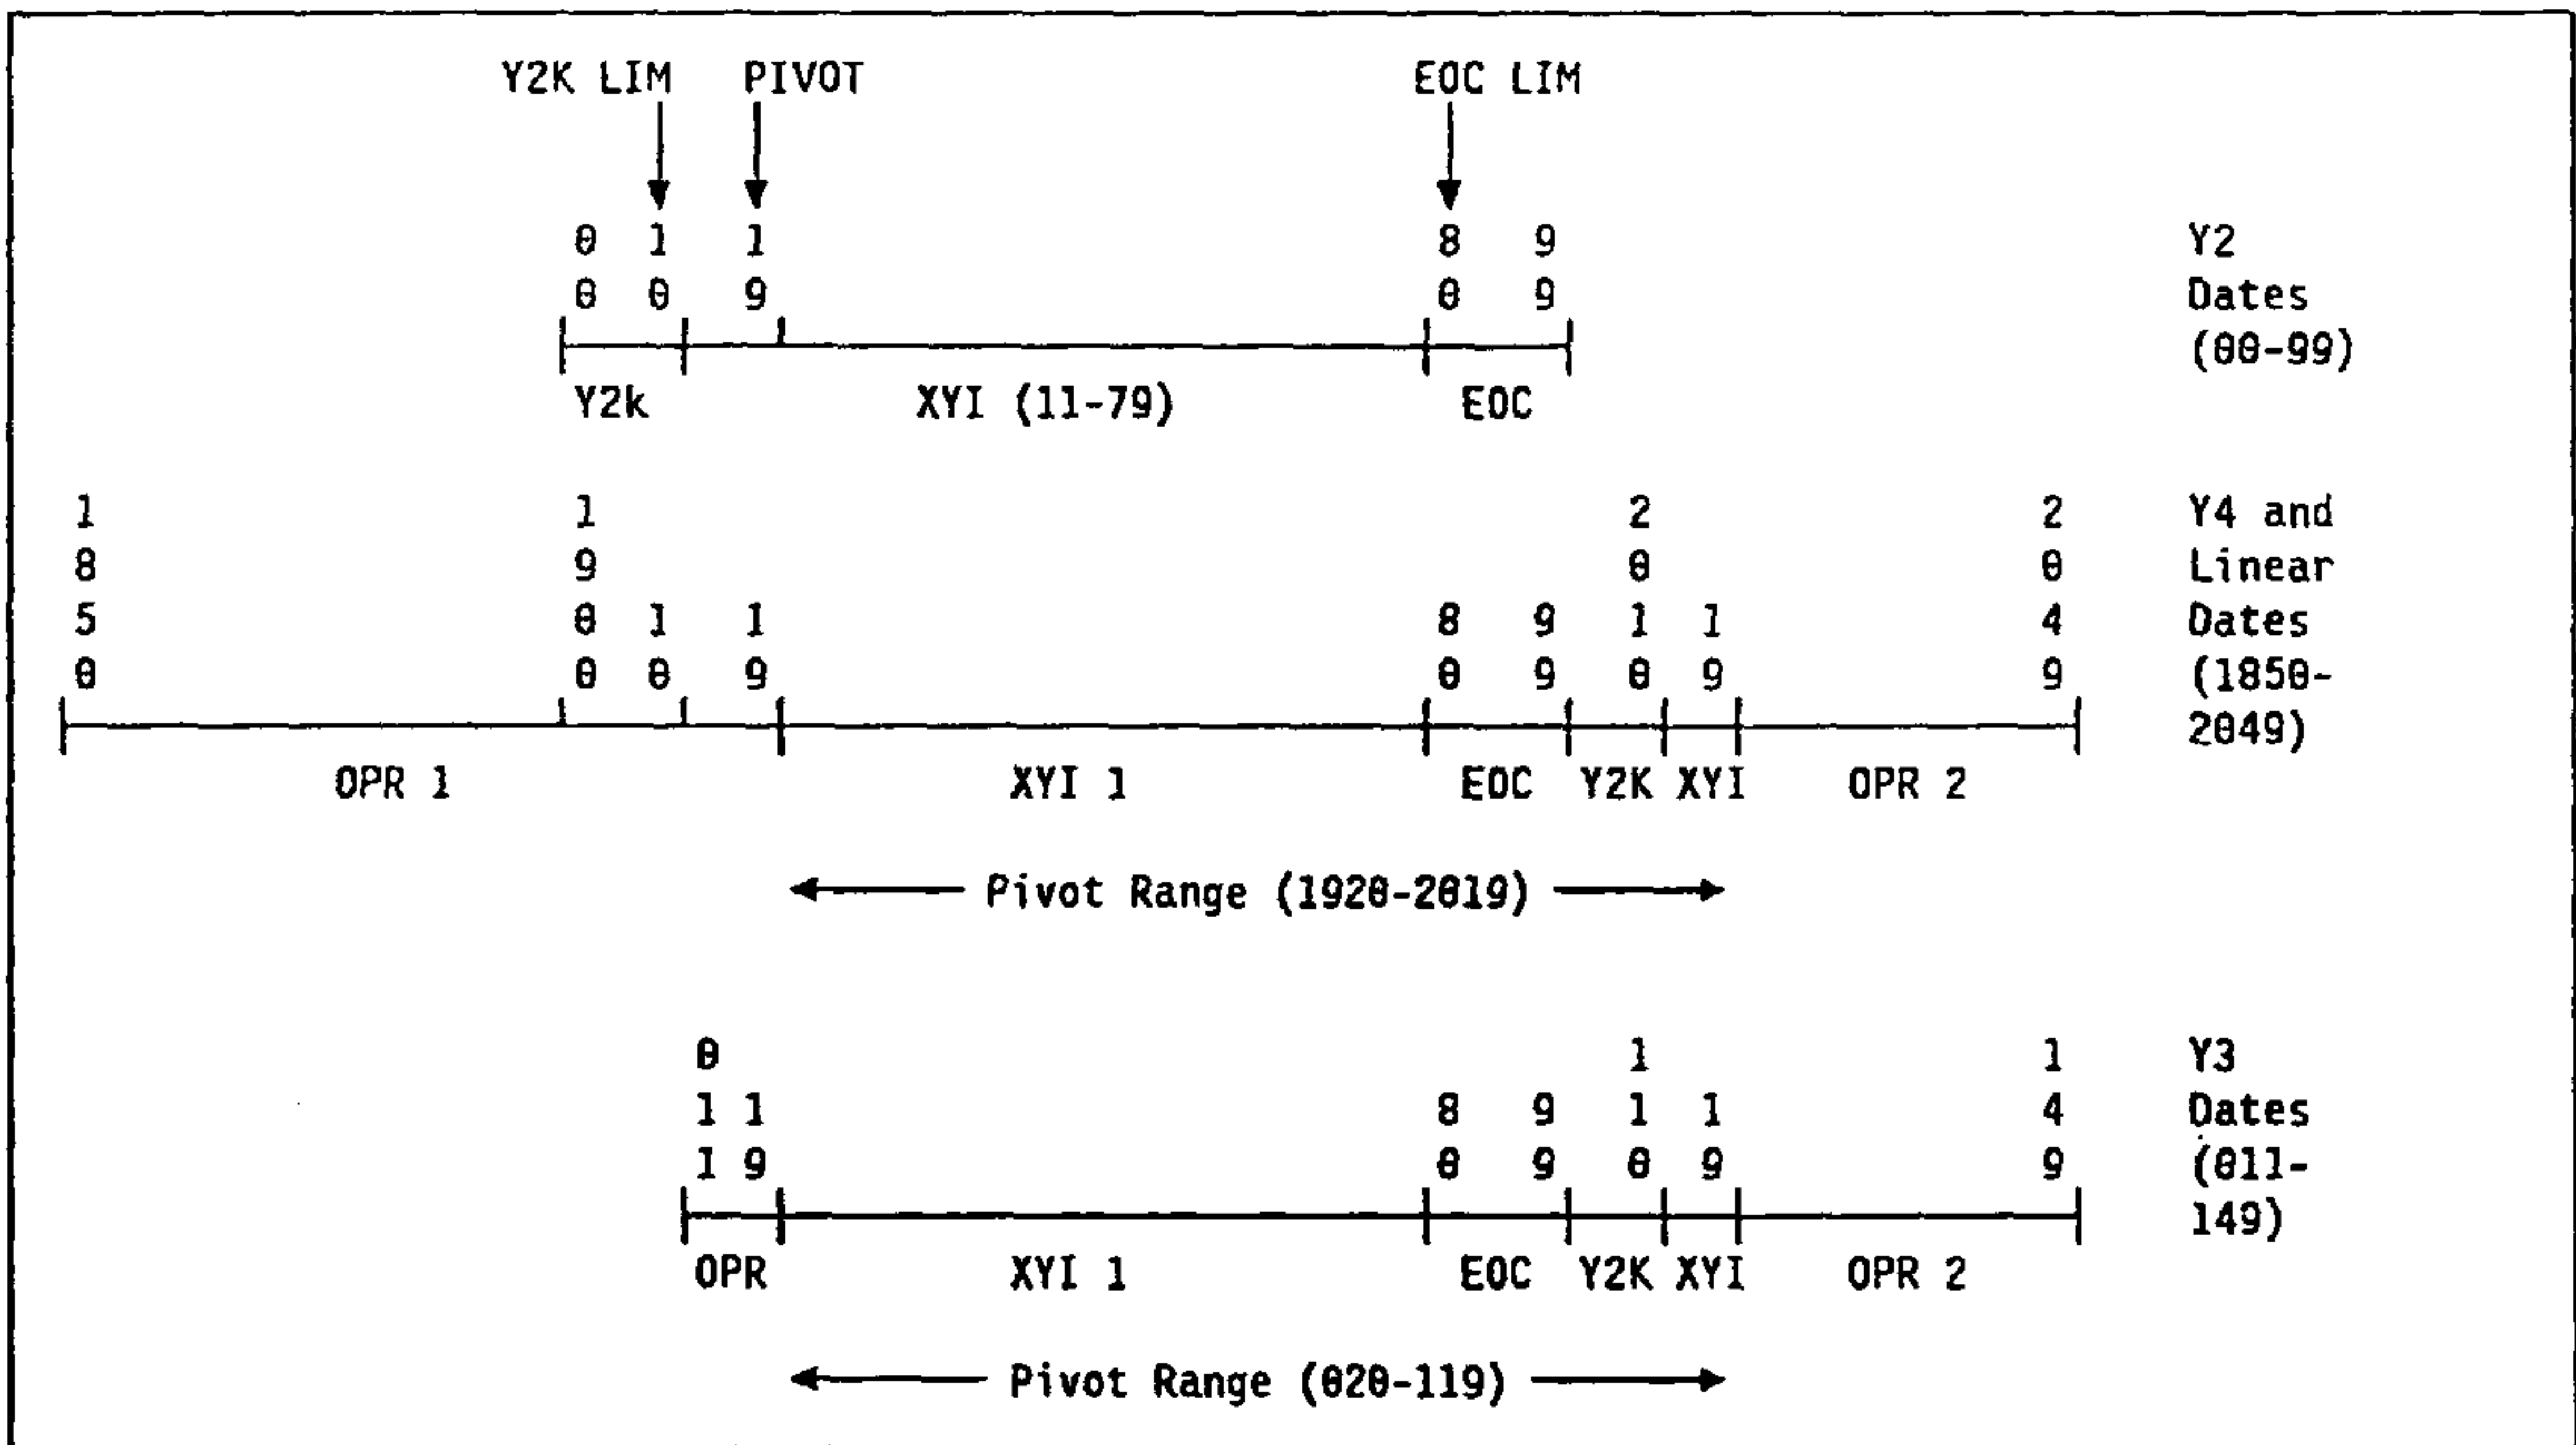 Y2K LIM PIVOT EOC LIM
0 1 1 8 9 Y2
0 0 9 0 9 Dates
(00-99)
Y2k XYI (11-79) EOC
1 1 2 2 Y4 and
8 9 0 0 Linear
5 0 1 1 8 9 1 1 4 Dates
0 0 0 9 0 9 0 9 9 (1850-
2049)
OPR 1 XYI 1 EOC Y2K XYI OPR 2
Pivot Range (1920-2019)
0 1 1 Y3
1 1 8 9 1 1 4 Dates
1 9 0 9 0 9 9 (011-
149)
OPR XYI 1 EOC Y2K XYI OPR 2
Pivot Range (020-119)